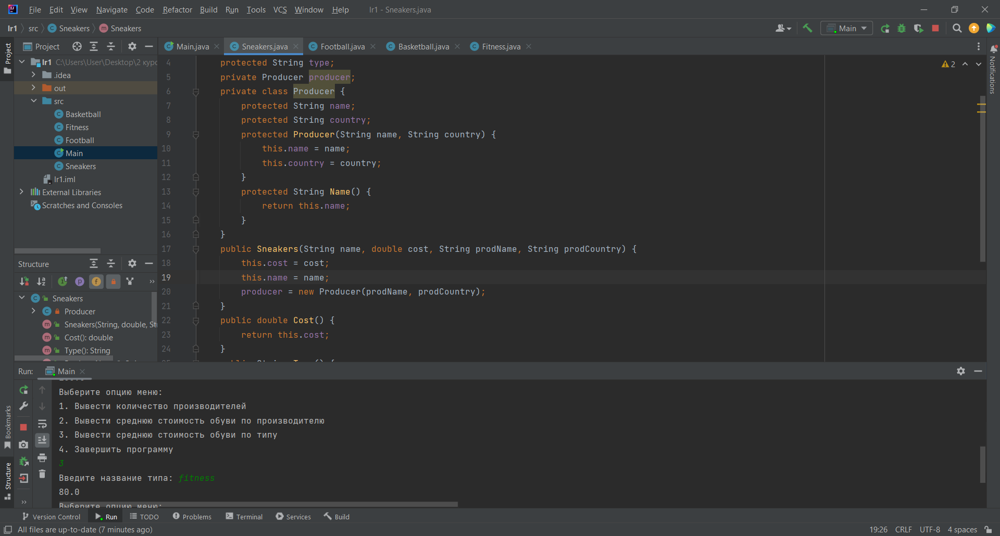 File Edit View Navigate Code Refactor Build Run Tools VCS Window Help lr1 - Sneakers.java
lr1 src Sneakers Sneakers
Main
Project
Main.java Sneakers.java Football.java Basketball.java Fitness.java
Project
Notifications
lr1 C:\Users\User\Desktop\2 курс
.idea
out
src
Basketball
Fitness
Football
Main
Sneakers
lr1.iml
External Libraries
Scratches and Consoles
2
4 protected String type;
5 private Producer producer;
6 private class Producer {
7 protected String name;
8 protected String country;
9 protected Producer(String name, String country) {
10 this.name = name;
11 this.country = country;
12 }
13 protected String Name() {
14 return this.name;
15 }
16 }
17 public Sneakers(String name, double cost, String prodName, String prodCountry) {
18 this.cost = cost;
19 this.name = name;
20 producer = new Producer(prodName, prodCountry);
21 }
22 public double Cost() {
23 return this.cost;
24 }
Structure
Sneakers
Producer
Sneakers(String, double, Str
Cost(): double
Type(): String
Run: Main
Выберите опцию меню:
1. Вывести количество производителей
2. Вывести среднюю стоимость обуви по производителю
3. Вывести среднюю стоимость обуви по типу
4. Завершить программу
3
Введите название типа: fitness
80.0
Выберите опцию меню:
Bookmarks
Structure
Version Control Run TODO Problems Terminal Services Build
All files are up-to-date (7 minutes ago)
19:26 CRLF UTF-8 4 spaces